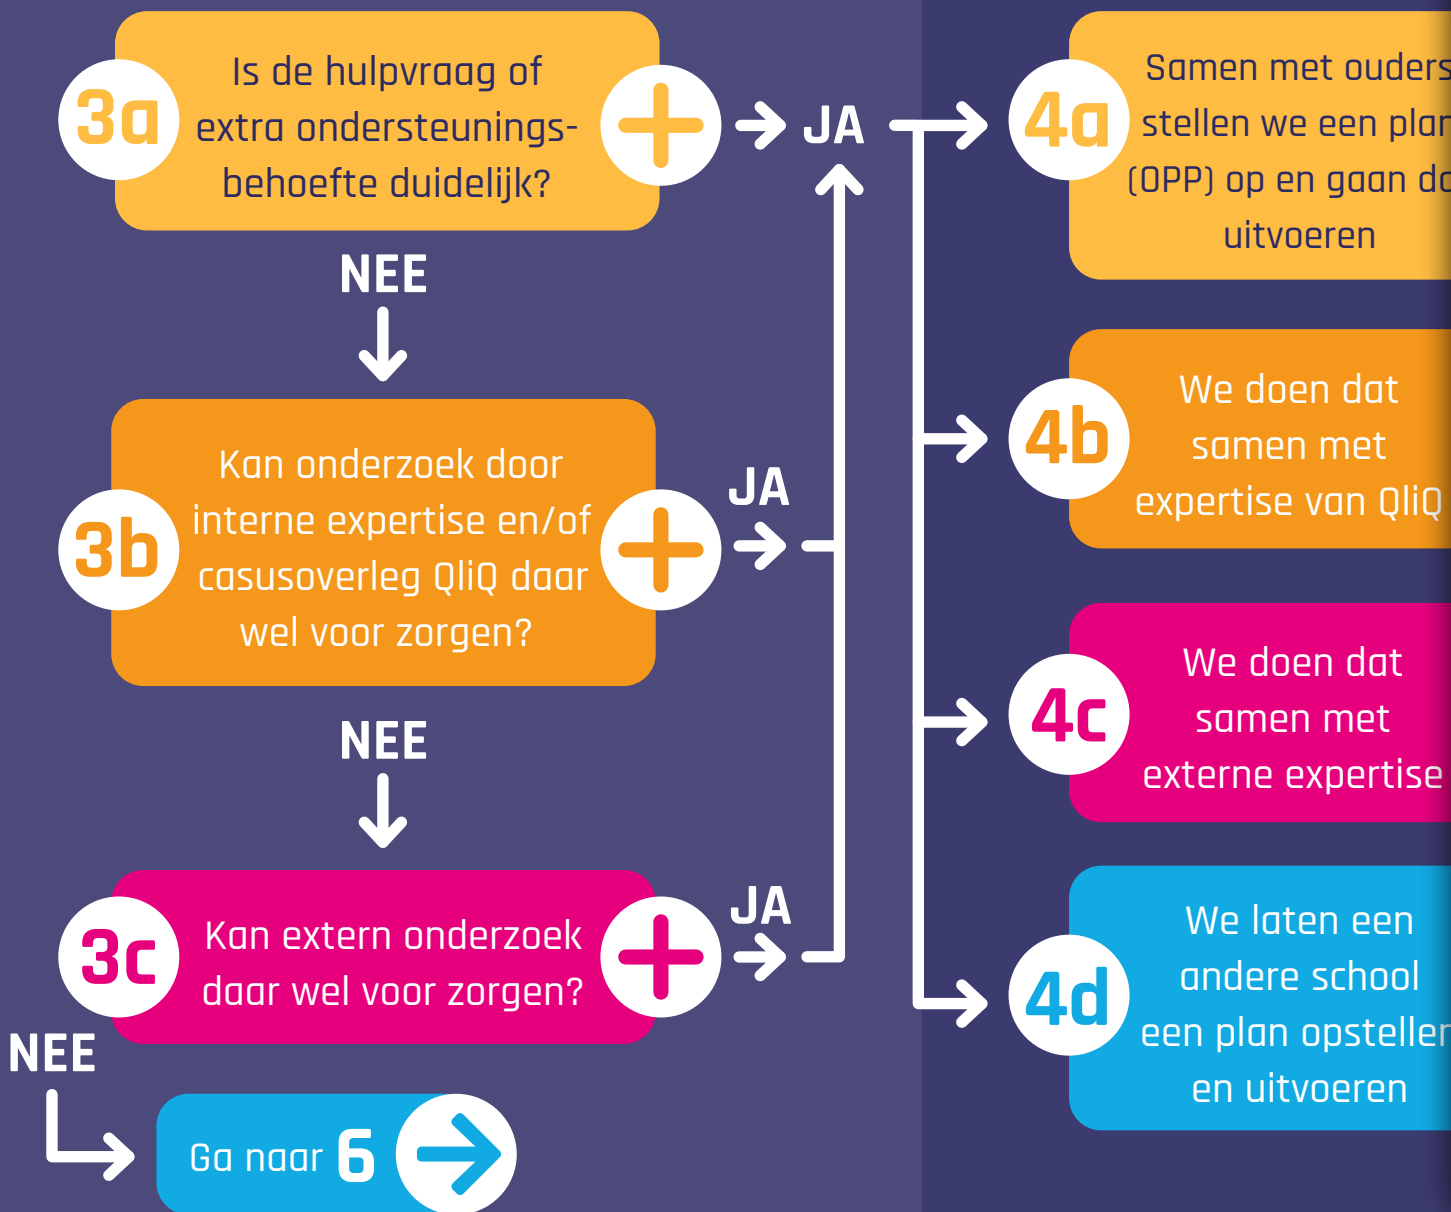 3a
Is de hulpvraag of
extra ondersteunings-
behoefte duidelijk?
JA
NEE
3b
Kan onderzoek door
interne expertise en/of
casusoverleg QliQ daar
wel voor zorgen?
JA
NEE
3c
Kan extern onderzoek
daar wel voor zorgen?
JA
NEE
Ga naar 6
4a
Samen met ouders
stellen we een plan
(OPP) op en gaan
uitvoeren
4b
We doen dat
samen met
expertise van QliQ
4c
We doen dat
samen met
externe expertise
4d
We laten een
andere school
een plan opstellen
en uitvoeren